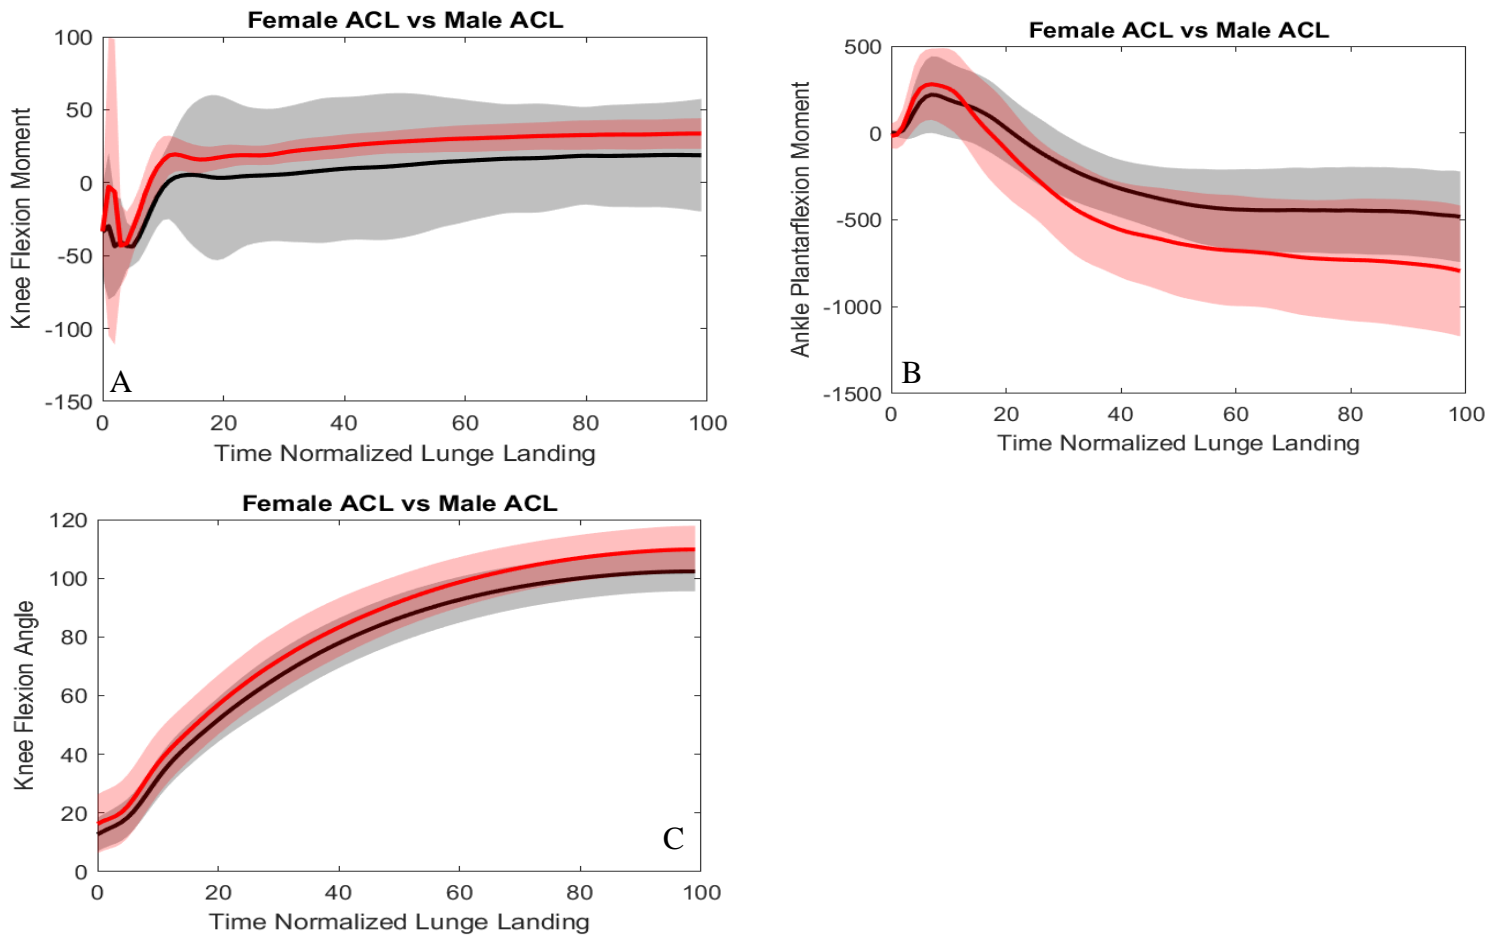 Female ACL vs Male ACL
100
50
0
-50
-100
-150
Knee Flexion Moment
A
0 20 40 60 80 100
Time Normalized Lunge Landing
Female ACL vs Male ACL
500
0
-500
-1000
-1500
Ankle Plantarflexion Moment
B
0 20 40 60 80 100
Time Normalized Lunge Landing
Female ACL vs Male ACL
120
100
80
60
40
20
0
Knee Flexion Angle
C
0 20 40 60 80 100
Time Normalized Lunge Landing